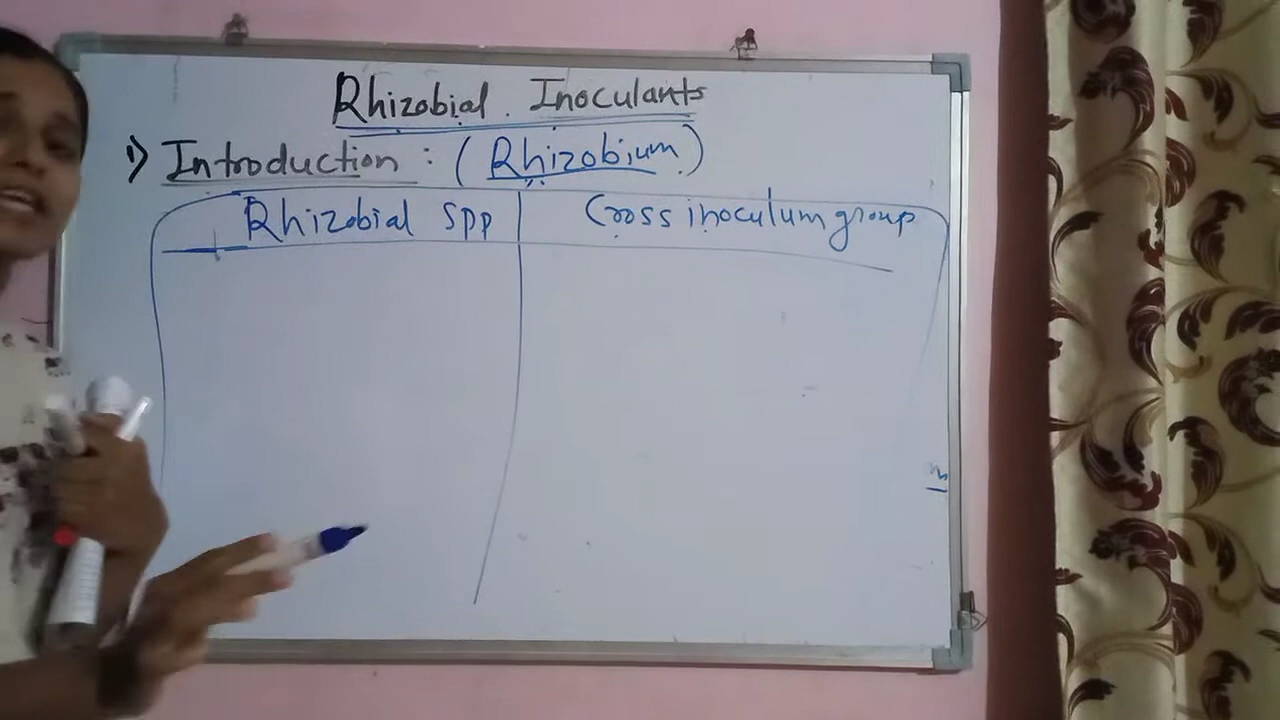 Rhizobial Inoculants
1) Introduction : (Rhizobium)
Rhizobial Spp Cross inoculum group